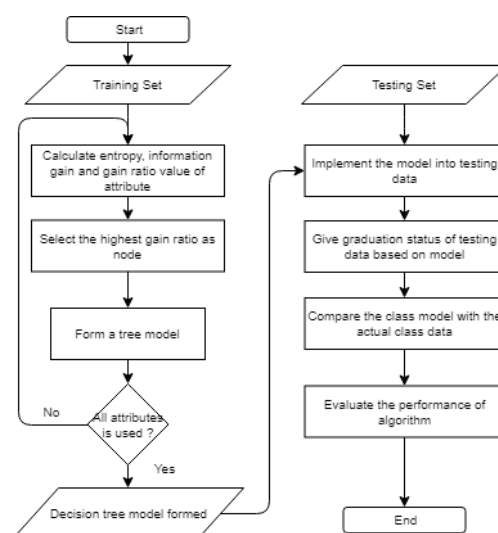 Start
Training Set
Calculate entropy, information
gain and gain ratio value of
attribute
Select the highest gain ratio as
node
Form a tree model
No
All attributes
is used ?
Yes
Decision tree model formed
Testing Set
Implement the model into testing
data
Give graduation status of testing
data based on model
Compare the class model with the
actual class data
Evaluate the performance of
algorithm
End